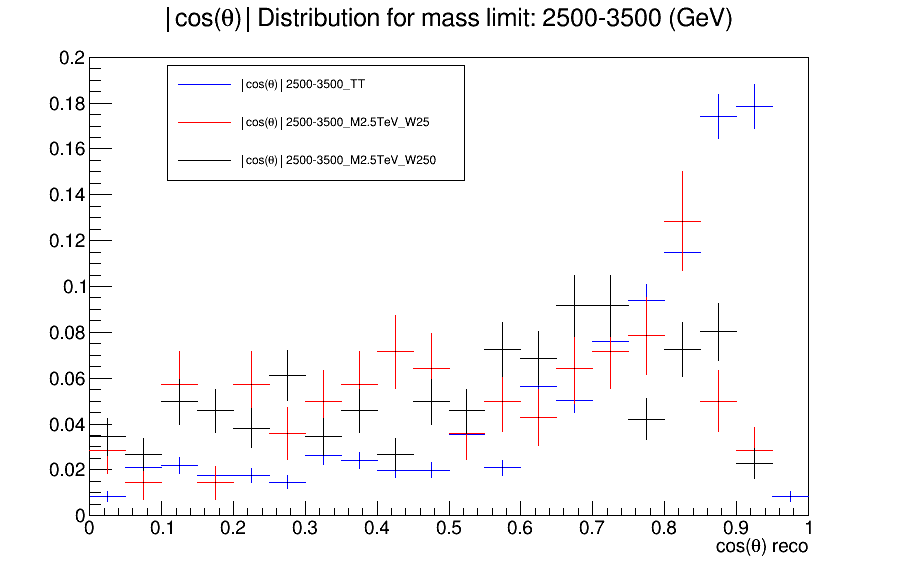 |cos(θ)| Distribution for mass limit: 2500-3500 (GeV)
0.2
|cos(θ)| 2500-3500_TT
0.18
|cos(θ)| 2500-3500_M2.5TeV_W25
0.16
|cos(θ)| 2500-3500_M2.5TeV_W250
0.14
0.12
0.1
0.08
0.06
0.04
0.02
0
0 0.1 0.2 0.3 0.4 0.5 0.6 0.7 0.8 0.9 1
cos(θ) reco